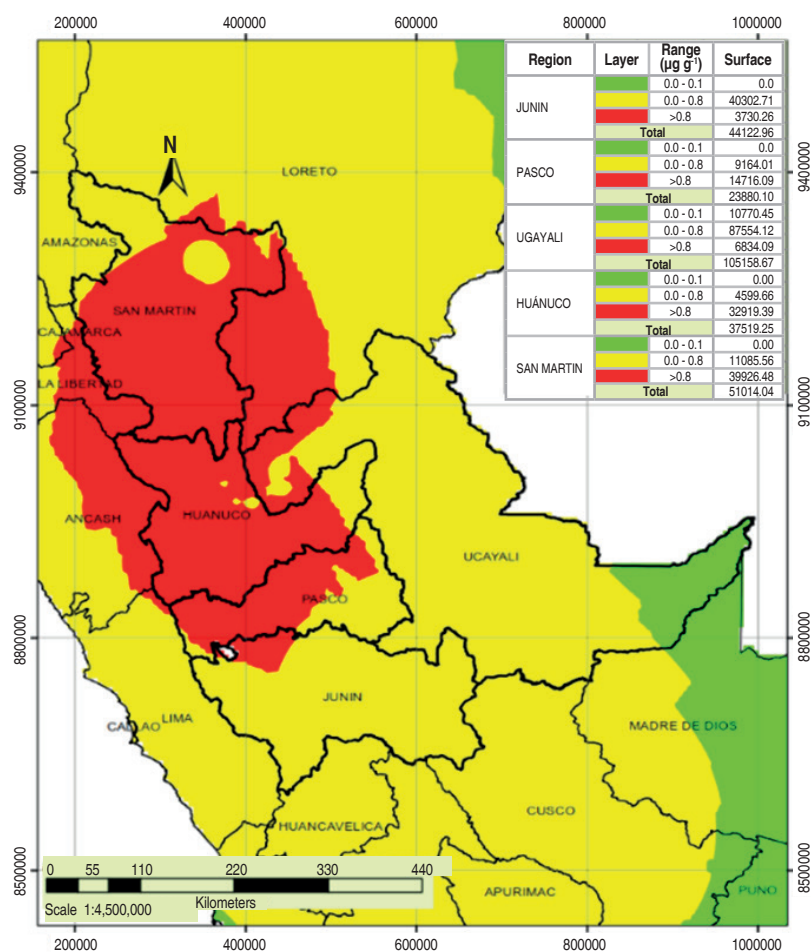 200000 400000 600000 800000 1000000
Region Layer Range (µg g-1) Surface
JUNIN
0.0 - 0.1 0.0
0.0 - 0.8 40302.71
>0.8 3730.26
Total 44122.96
PASCO
0.0 - 0.1 0.0
0.0 - 0.8 9164.01
>0.8 14716.09
Total 23880.10
UGAYALI
0.0 - 0.1 10770.45
0.0 - 0.8 87554.12
>0.8 6834.09
Total 105158.67
HUÁNUCO
0.0 - 0.1 0.00
0.0 - 0.8 4599.66
>0.8 32919.39
Total 37519.25
SAN MARTIN
0.0 - 0.1 0.00
0.0 - 0.8 11085.56
>0.8 39926.48
Total 51014.04
N
9400000 LORETO 9400000
AMAZONAS
SAN MARTIN
CAJAMARCA
LA LIBERTAD
9100000 9100000
ANCASH HUANUCO
UCAYALI
PASCO
8800000 8800000
JUNIN
CALLAO LIMA MADRE DE DIOS
CUSCO
HUANCAVELICA
8500000 8500000
APURIMAC PUNO
0 55 110 220 330 440
Kilometers
Scale 1:4,500,000
200000 400000 600000 800000 1000000